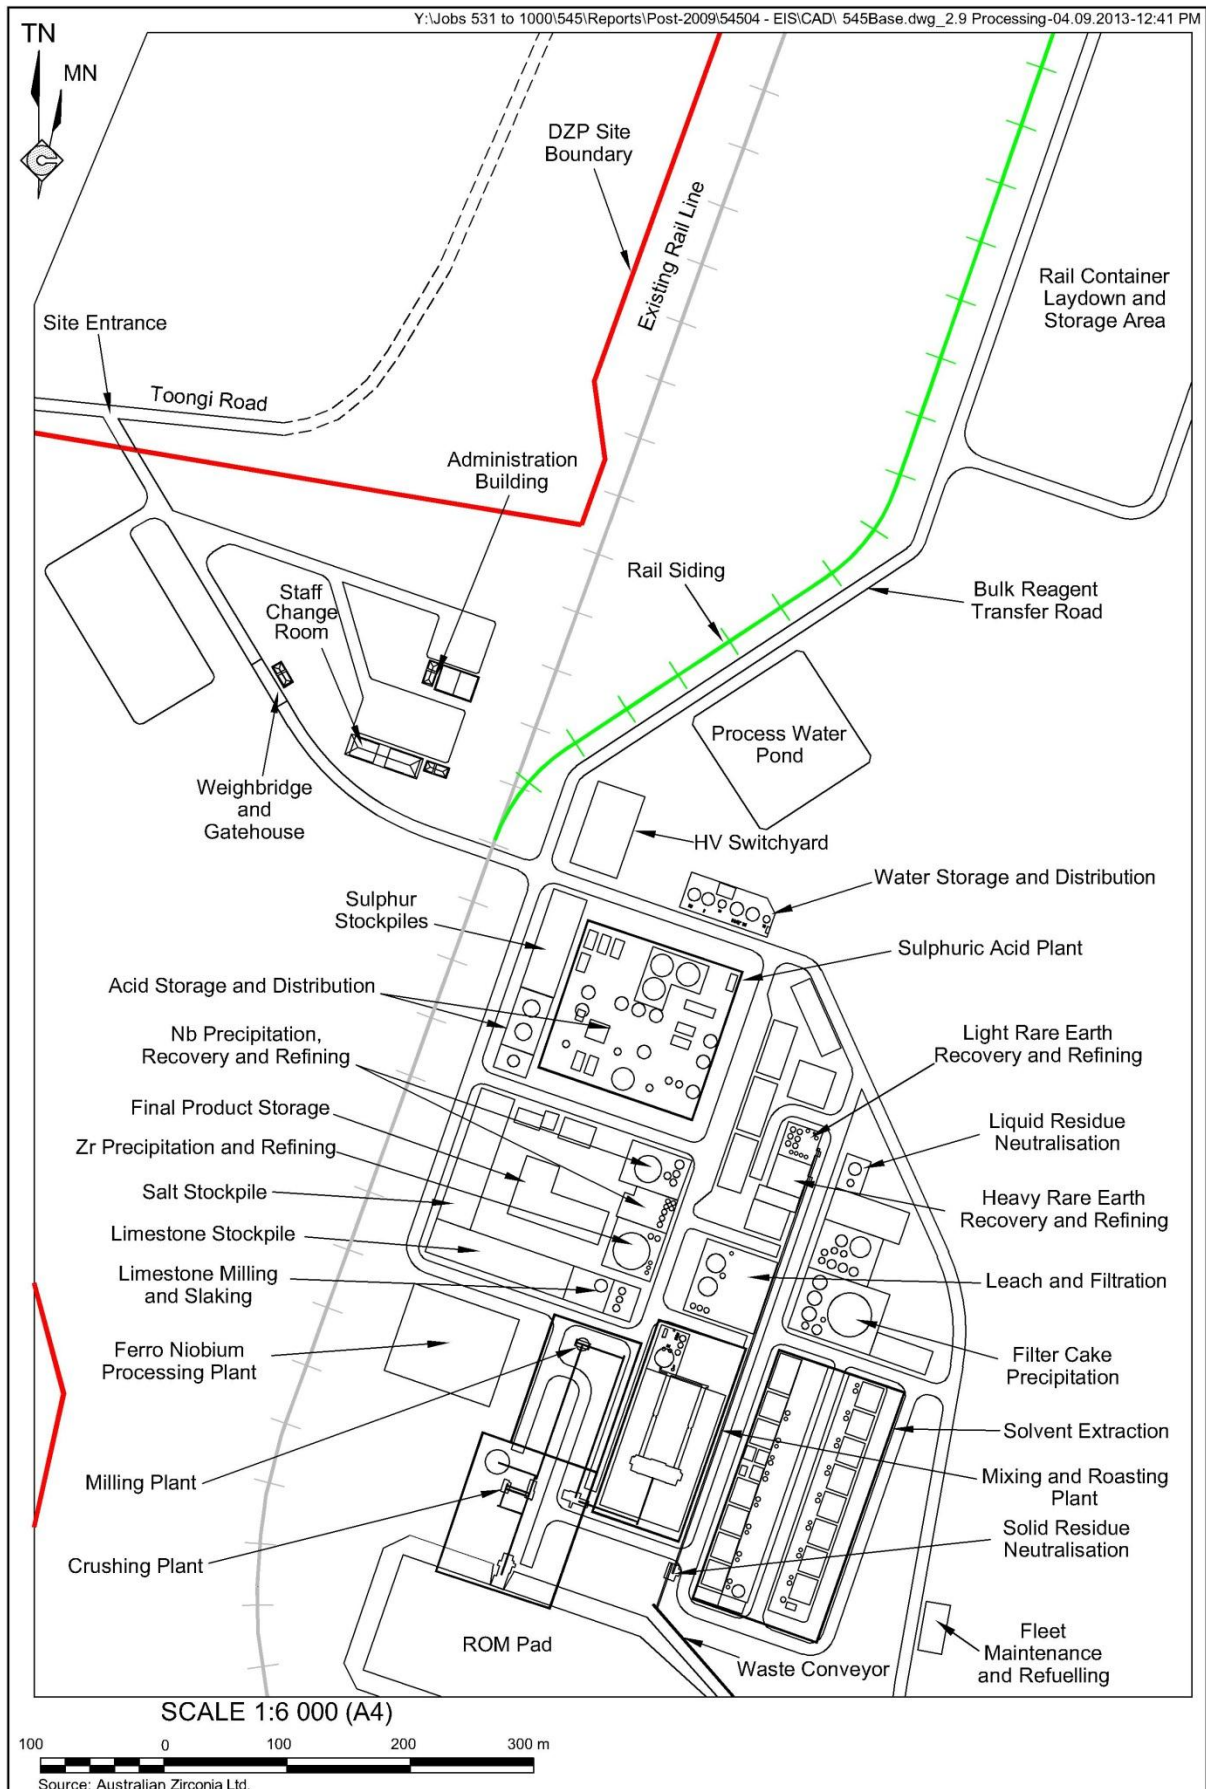 Y:\Jobs 531 to 1000\545\Reports\Post-2009\54504 - EIS\CAD\ 545Base.dwg_2.9 Processing-04.09.2013-12:41 PM
TN
MN
DZP Site
Boundary
Existing Rail Line
Rail Container
Laydown and
Storage Area
Site Entrance
Toongi Road
Administration
Building
Rail Siding
Bulk Reagent
Transfer Road
Staff
Change
Room
Process Water
Pond
Weighbridge
and
Gatehouse
HV Switchyard
Water Storage and Distribution
Sulphur
Stockpiles
Sulphuric Acid Plant
Acid Storage and Distribution
Nb Precipitation,
Recovery and Refining
Light Rare Earth
Recovery and Refining
Final Product Storage
Liquid Residue
Neutralisation
Zr Precipitation and Refining
Salt Stockpile
Heavy Rare Earth
Recovery and Refining
Limestone Stockpile
Limestone Milling
and Slaking
Leach and Filtration
Ferro Niobium
Processing Plant
Filter Cake
Precipitation
Solvent Extraction
Milling Plant
Mixing and Roasting
Plant
Solid Residue
Neutralisation
Crushing Plant
ROM Pad
Waste Conveyor
Fleet
Maintenance
and Refuelling
SCALE 1:6 000 (A4)
100 0 100 200 300 m
Source: Australian Zirconia Ltd.